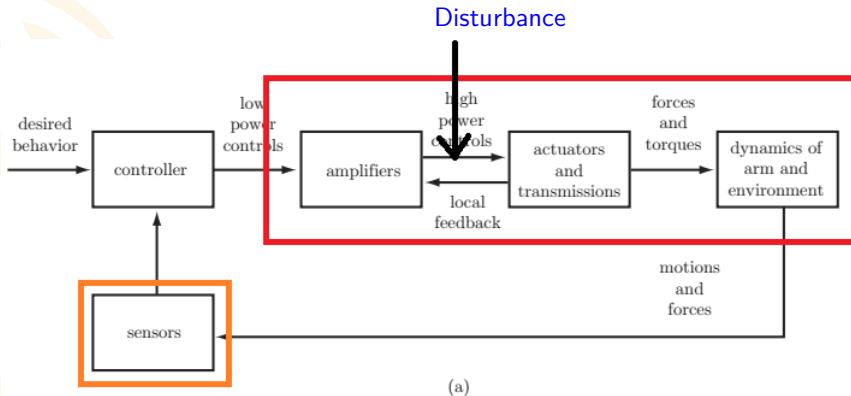 Disturbance
desired
behavior
controller
low
power
controls
amplifiers
high
power
controls
local
feedback
actuators
and
transmissions
forces
and
torques
dynamics of
arm and
environment
motions
and
forces
sensors
(a)